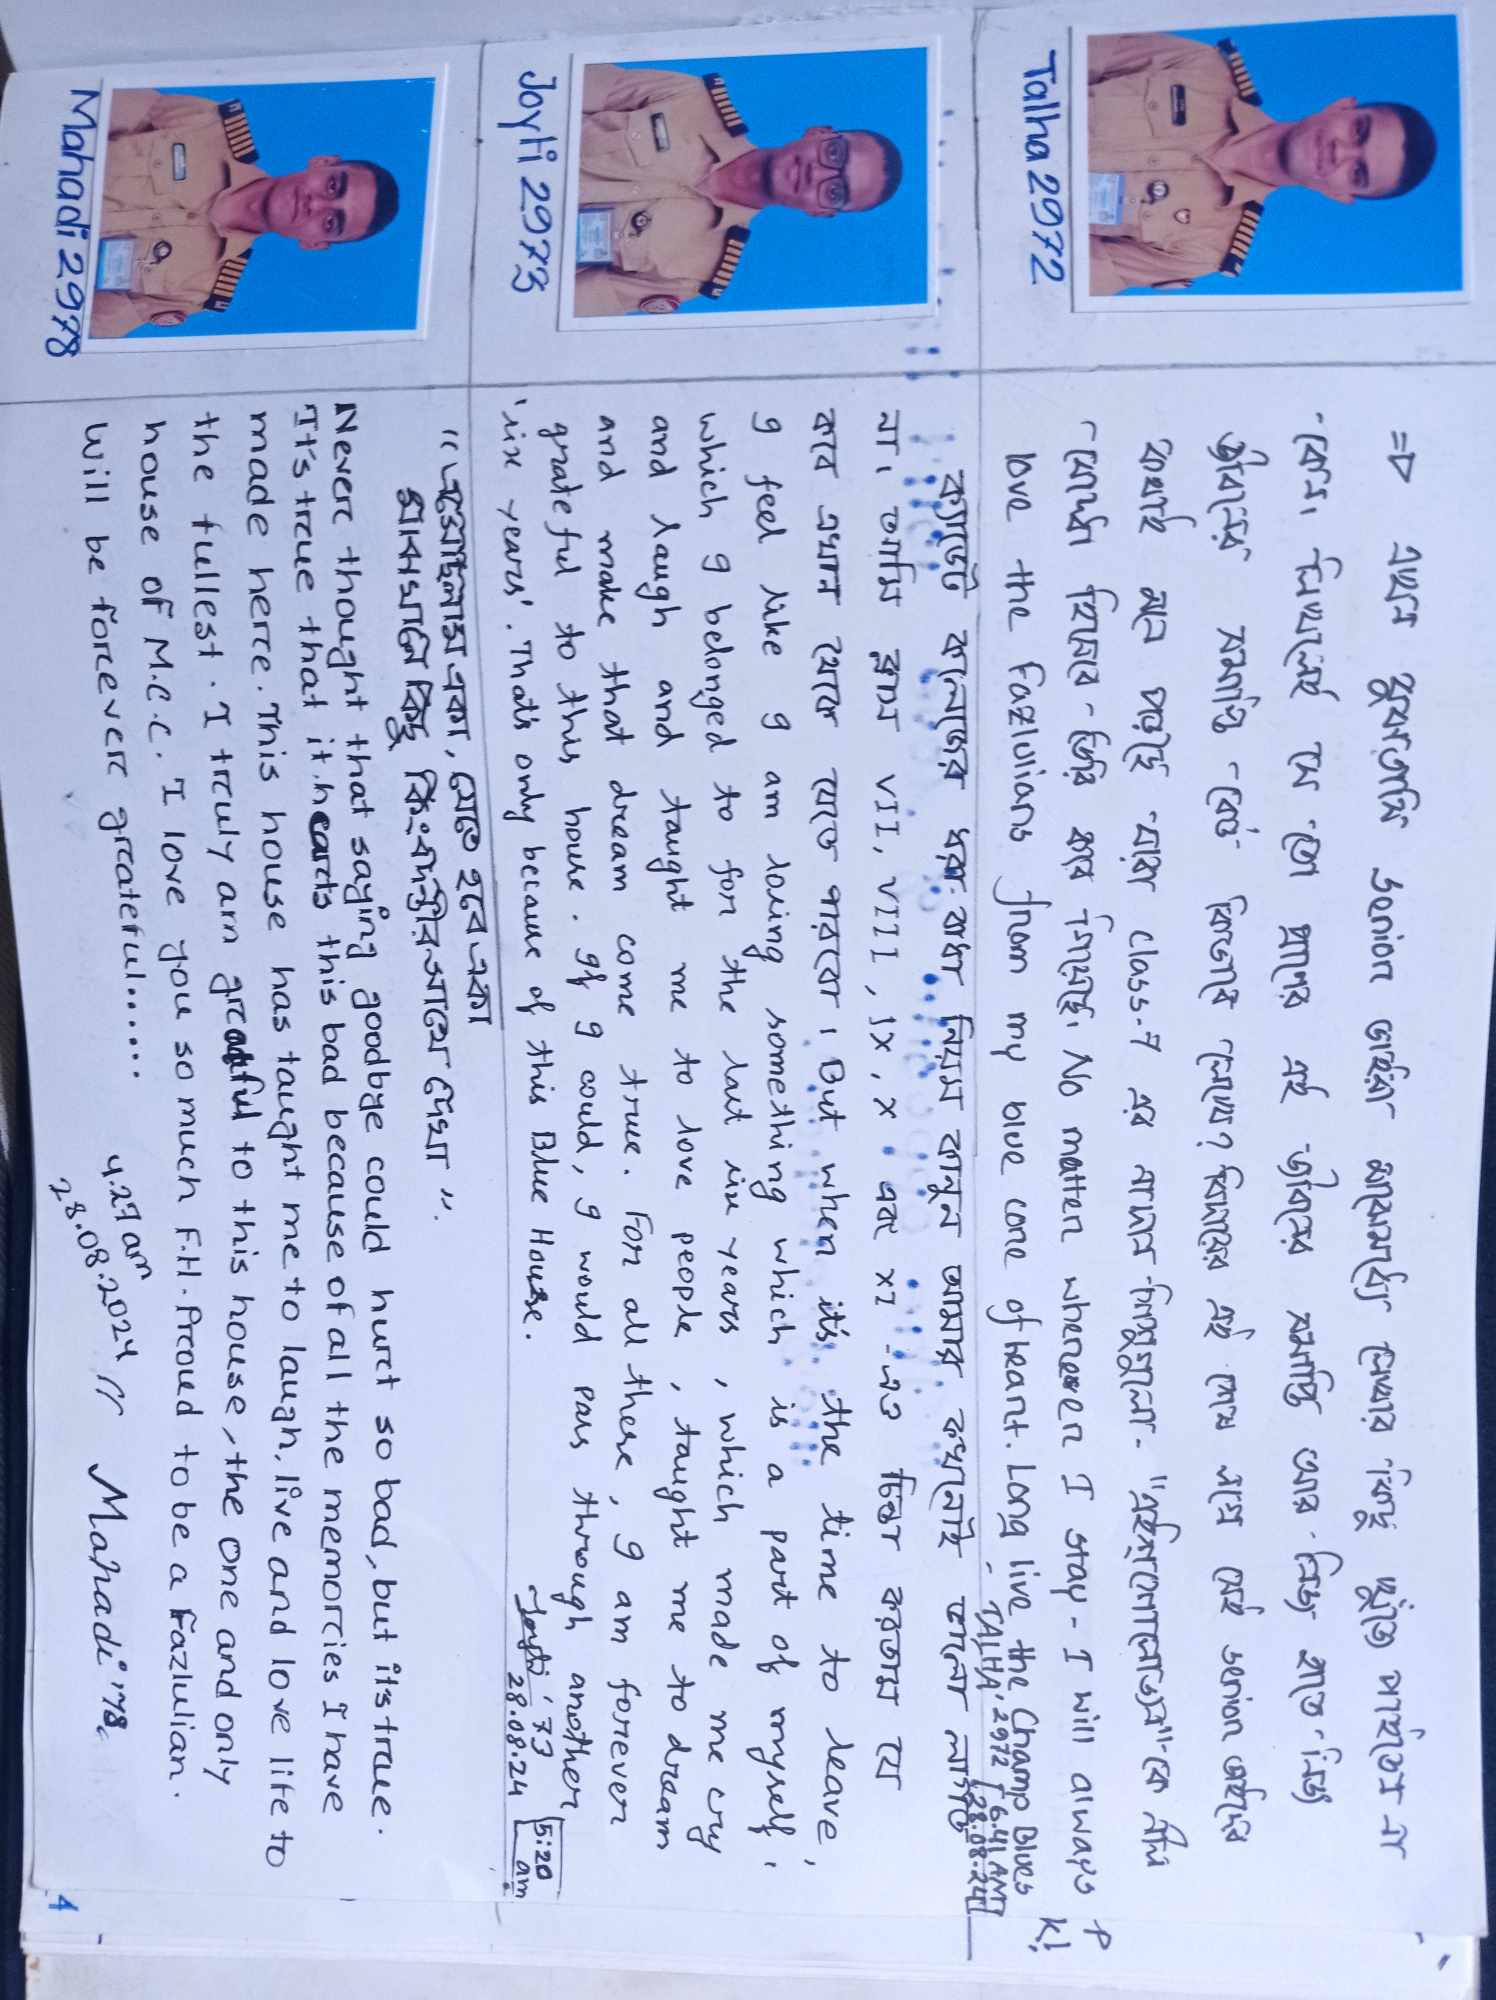 => এখন বুঝতেছি senior ভাইরা মাঝেমধ্যে লেখার কিছু খুঁজে পাইতেন না
কেন। লিখলেই যে তো প্রাণের এই জীবনের সমাপ্তি আর নিজ হাতে নিজ
জীবনের সমাপ্তি কেউ কিভাবে লেখে? বিদায়ের এই শেষ লগ্নে সেই senior ভাইদের
কথাই মনে পড়ছে যারা class-7 এর নাদান শিশুগুলো- কে নীল
যোদ্ধা হিসেবে তৈরি করে গিয়েছে। No matter whenever I stay - I will always
love the Fazlulians from my blue core of heart. Long live the Champ Blues
P
K!
- TALHA' 2972 [6.41 AM
28.08.24]
Talha 2972
ক্যাডেট কলেজের ধরা-বাধা নিয়ম কানুন আমার কখনোই ভালো লাগত
না। আমি ক্লাস VII, VIII, IX, X এবং XI -এও চিন্তা করতাম যে
কবে এখান থেকে যেতে পারবো। But when it's the time to leave,
I feel like I am losing something which is a part of myself,
which I belonged to for the last six years, which made me cry
and laugh and taught me to love people, taught me to dream
and make that dream come true. For all these, I am forever
grateful to this house. If I could, I would pass through another
'six years'. That's only because of this Blue House.
Joyti '73
28.08.24
5:20
am
Joyti 2973
"এসেছিলাম একা, যেতে হবে একা
মাঝখানে কিছু কিংবদন্তীর সাথে দেখা".
Never thought that saying goodbye could hurt so bad, but it's true.
It's true that it hearts this bad because of all the memories I have
made here. This house has taught me to laugh, live and love life to
the fullest. I truly am gratful to this house, the one and only
house of M.C.C. I love you so much F.H. Proud to be a Fazlulian.
Will be forever grateful......
4.27 am
28.08.2024
Mahadi '78
Mahadi 2978
4